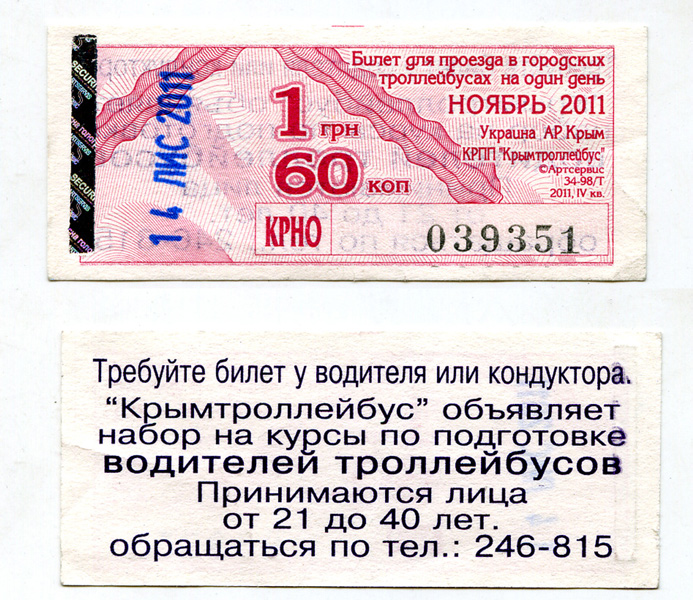 Билет для проезда в городских
троллейбусах на один день
НОЯБРЬ 2011
Украина АР Крым
КРПП "Крымтроллейбус"
©Артсервис
34-98/Т
2011, IV кв.
1 грн
60 коп
КРНО
039351
14 ЛИС 2011
SECURIT
SECURI
Требуйте билет у водителя или кондуктора.
“Крымтроллейбус” объявляет
набор на курсы по подготовке
водителей троллейбусов
Принимаются лица
от 21 до 40 лет.
обращаться по тел.: 246-815